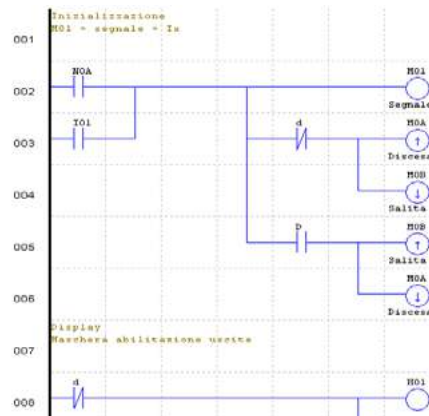 Inizializzazione
M01 = segnale = Is
001
N0A
M01
002
Segnale
I01
d
M0A
003
Discesa
M0B
004
Salita
D
M0B
005
Salita
M0A
006
Discesa
Display
Maschera abilitazione uscite
007
d
M01
008